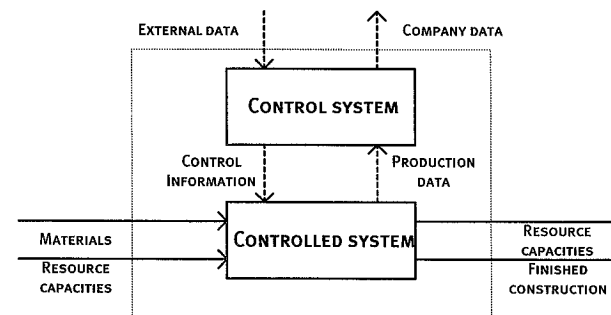 EXTERNAL DATA
COMPANY DATA
CONTROL SYSTEM
CONTROL
INFORMATION
PRODUCTION
DATA
CONTROLLED SYSTEM
MATERIALS
RESOURCE
CAPACITIES
RESOURCE
CAPACITIES
FINISHED
CONSTRUCTION